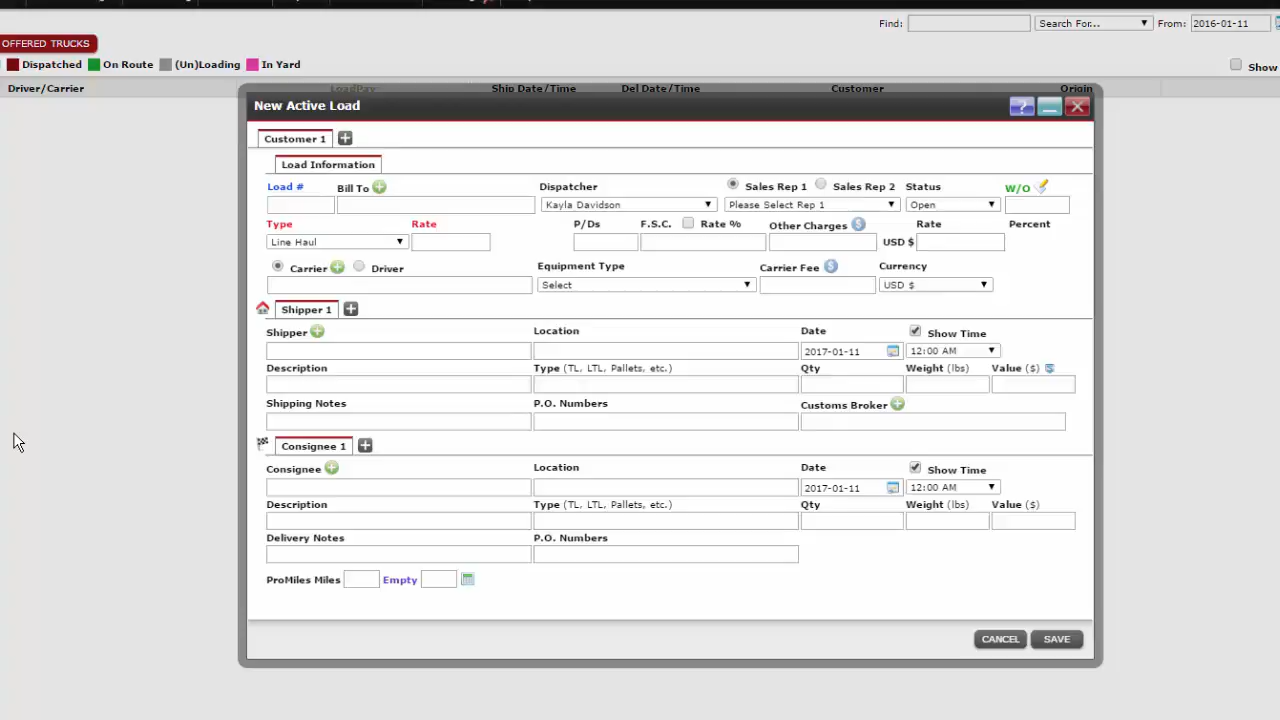 Find: Search For... From: 2016-01-11
OFFERED TRUCKS
Dispatched On Route (Un)Loading In Yard Show
Driver/Carrier LoadPay Ship Date/Time Del Date/Time Customer Origin
New Active Load ?
Customer 1
Load Information
Load # Bill To Dispatcher Sales Rep 1 Sales Rep 2 Status W/O
Kayla Davidson Please Select Rep 1 Open
Type Rate P/Ds F.S.C. Rate % Other Charges $ Rate Percent
Line Haul USD $
Carrier Driver Equipment Type Carrier Fee $ Currency
Select USD $
Shipper 1
Shipper Location Date Show Time
2017-01-11 12:00 AM
Description Type (TL, LTL, Pallets, etc.) Qty Weight (lbs) Value ($)
Shipping Notes P.O. Numbers Customs Broker
Consignee 1
Consignee Location Date Show Time
2017-01-11 12:00 AM
Description Type (TL, LTL, Pallets, etc.) Qty Weight (lbs) Value ($)
Delivery Notes P.O. Numbers
ProMiles Miles Empty
CANCEL SAVE